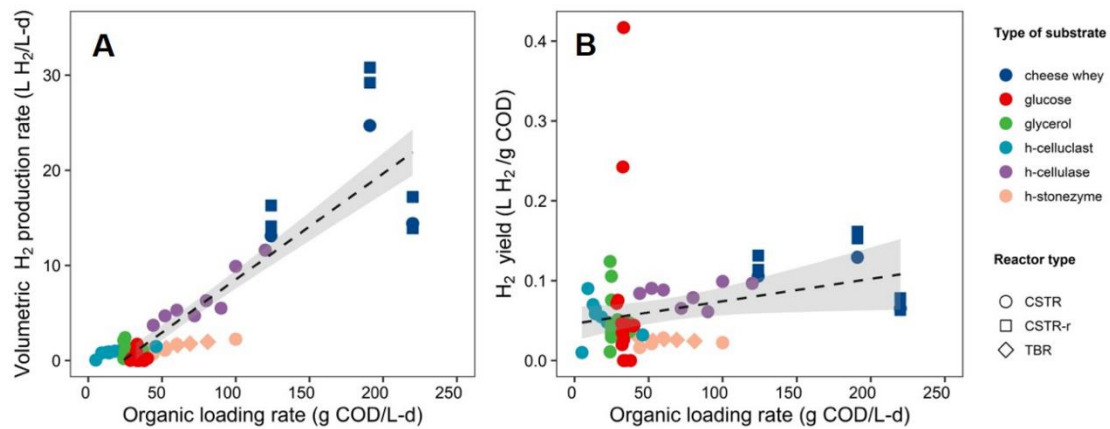 A
Volumetric H₂ production rate (L H₂/L-d)
30
20
10
0
0 50 100 150 200 250
Organic loading rate (g COD/L-d)
B
H₂ yield (L H₂ /g COD)
0.4
0.3
0.2
0.1
0.0
0 50 100 150 200 250
Organic loading rate (g COD/L-d)
Type of substrate
cheese whey
glucose
glycerol
h-celluclast
h-cellulase
h-stonezyme
Reactor type
CSTR
CSTR-r
TBR